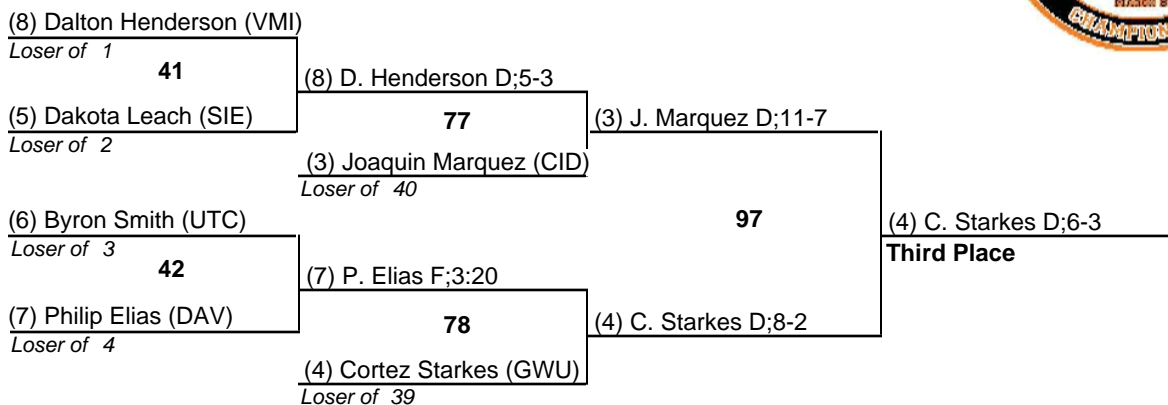 (8) Dalton Henderson (VMI)
Loser of 1
41
(8) D. Henderson D;5-3
(5) Dakota Leach (SIE)
Loser of 2
77
(3) J. Marquez D;11-7
(3) Joaquin Marquez (CID)
Loser of 40
(6) Byron Smith (UTC)
Loser of 3
97
(4) C. Starkes D;6-3
Third Place
42
(7) P. Elias F;3:20
(7) Philip Elias (DAV)
Loser of 4
78
(4) C. Starkes D;8-2
(4) Cortez Starkes (GWU)
Loser of 39